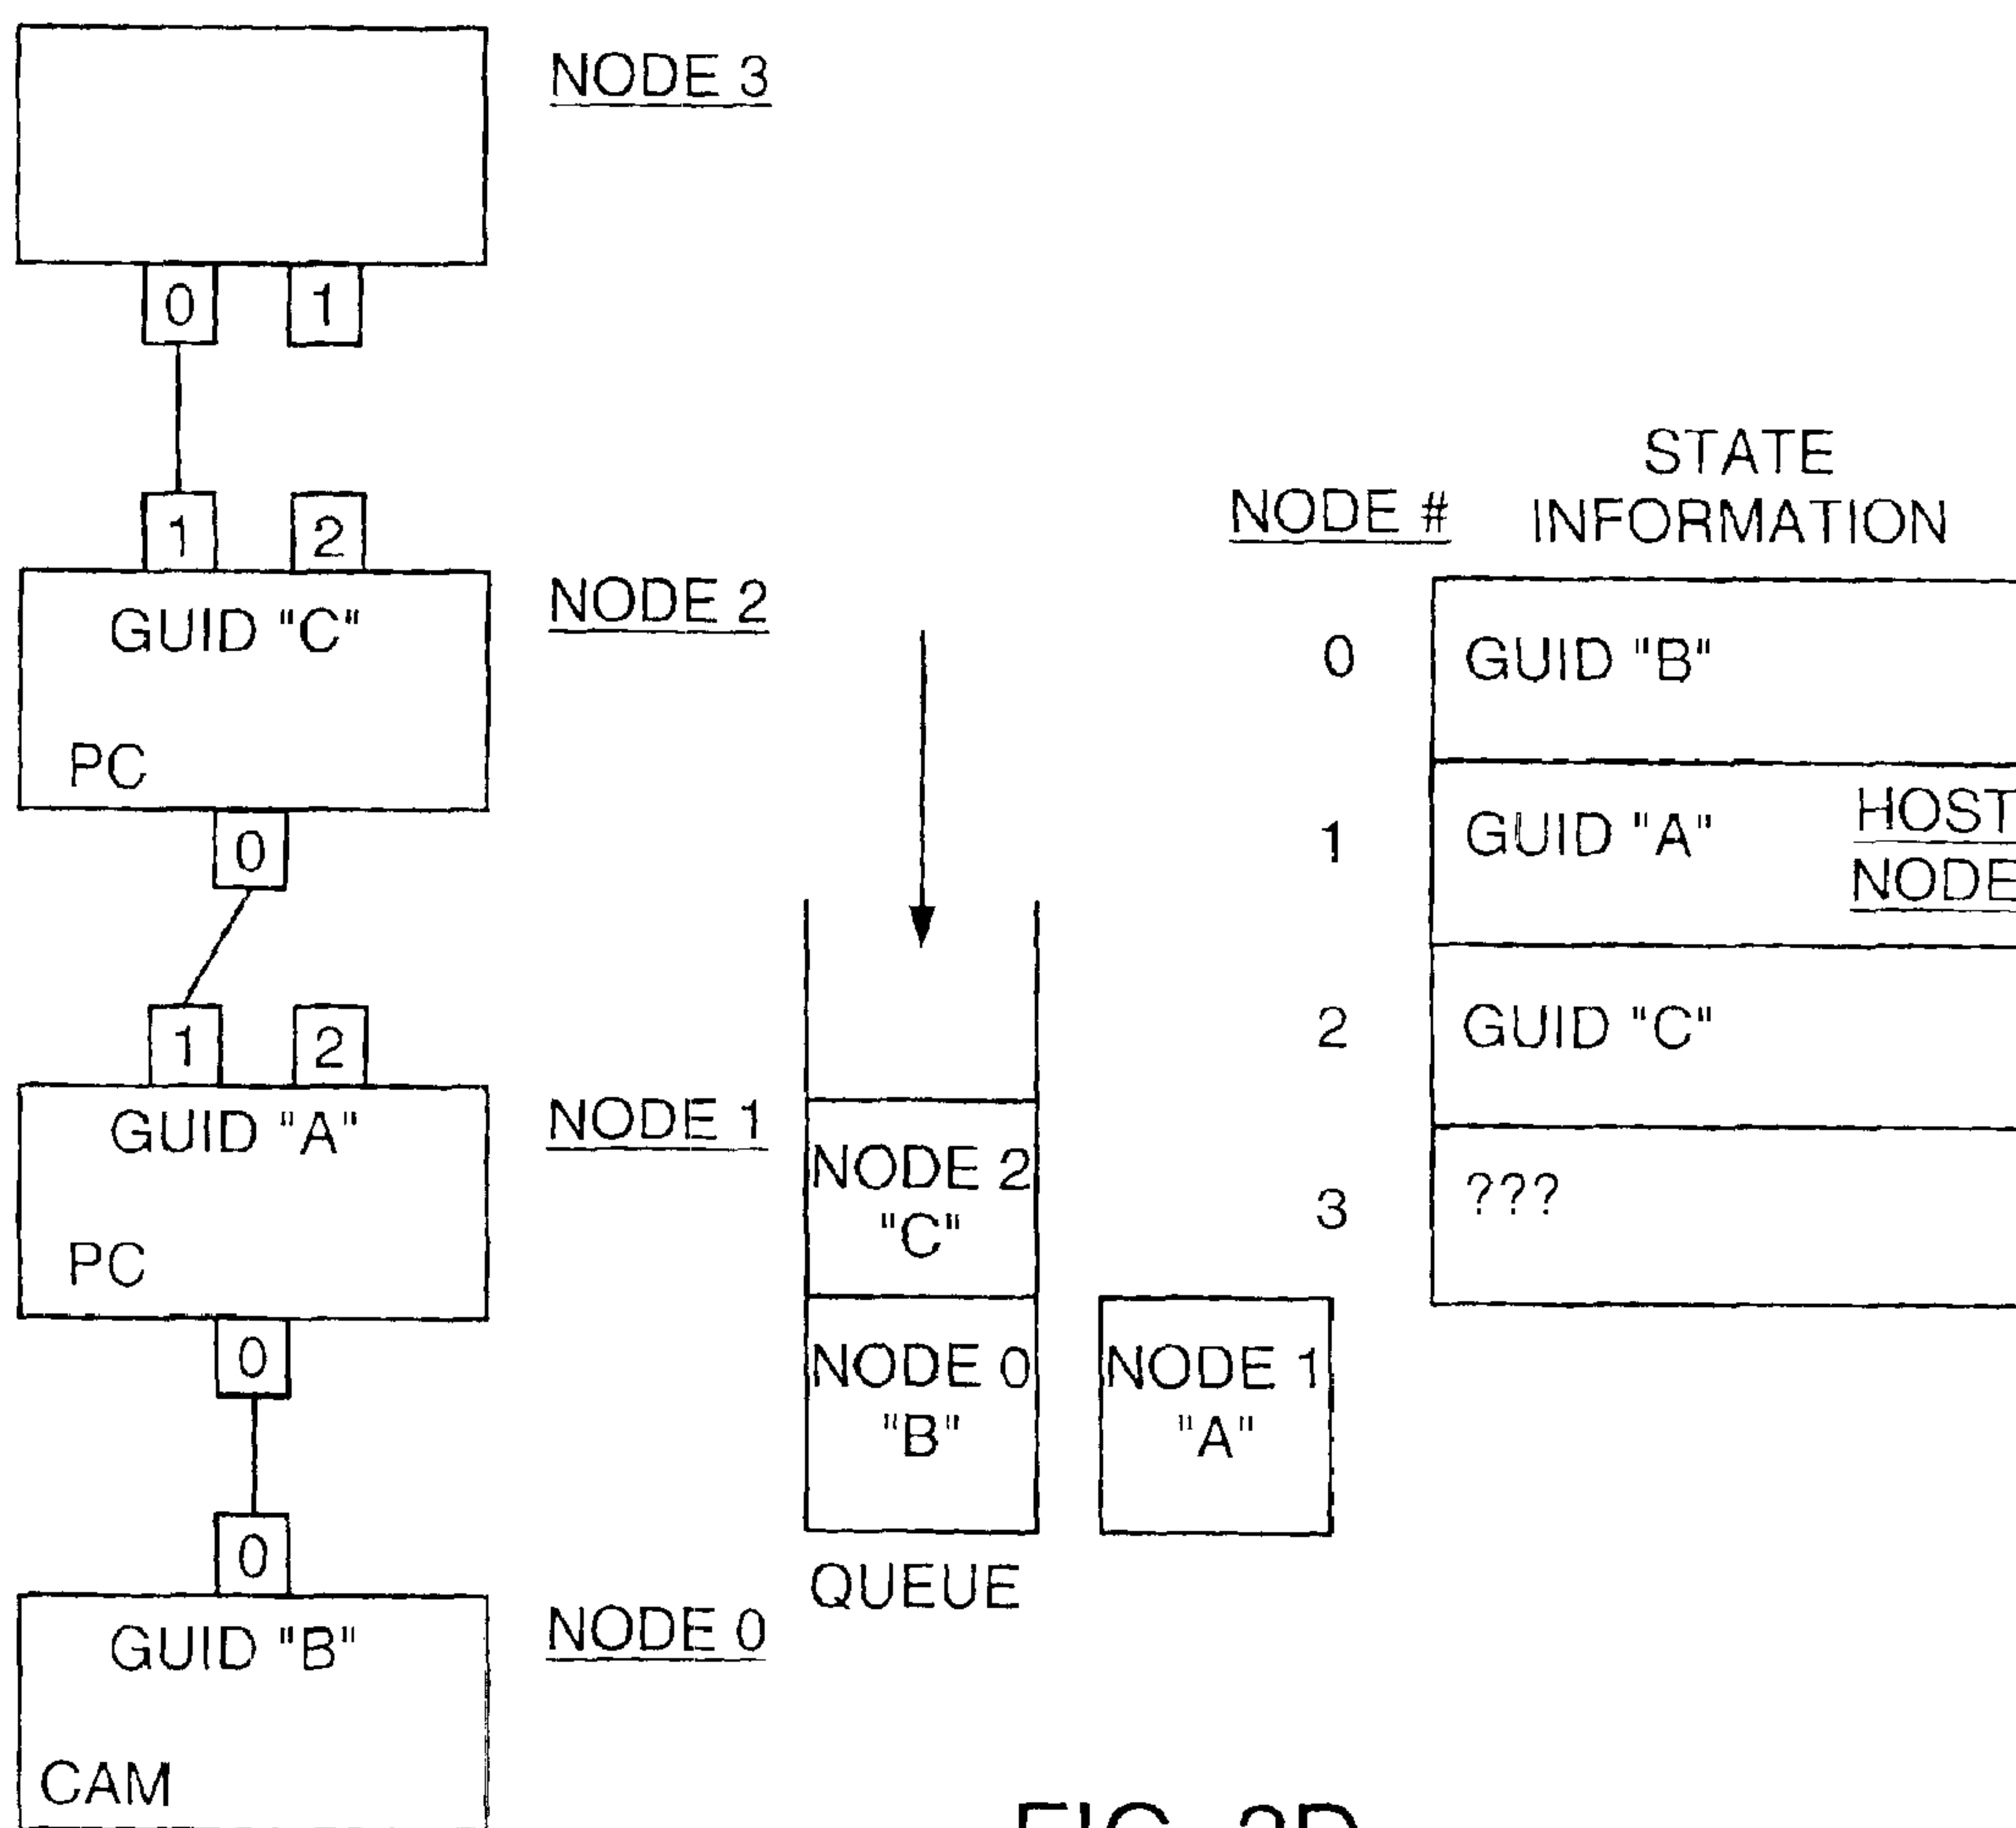 NODE 3
0 1
1 2
GUID "C"
PC
NODE 2
0
1 2
GUID "A"
PC
NODE 1
0
0
GUID "B"
CAM
NODE 0
NODE 2
"C"
NODE 0
"B"
QUEUE
NODE 1
"A"
NODE #
STATE
INFORMATION
0 GUID "B"
1 GUID "A"
HOST
NODE
2 GUID "C"
3 ???